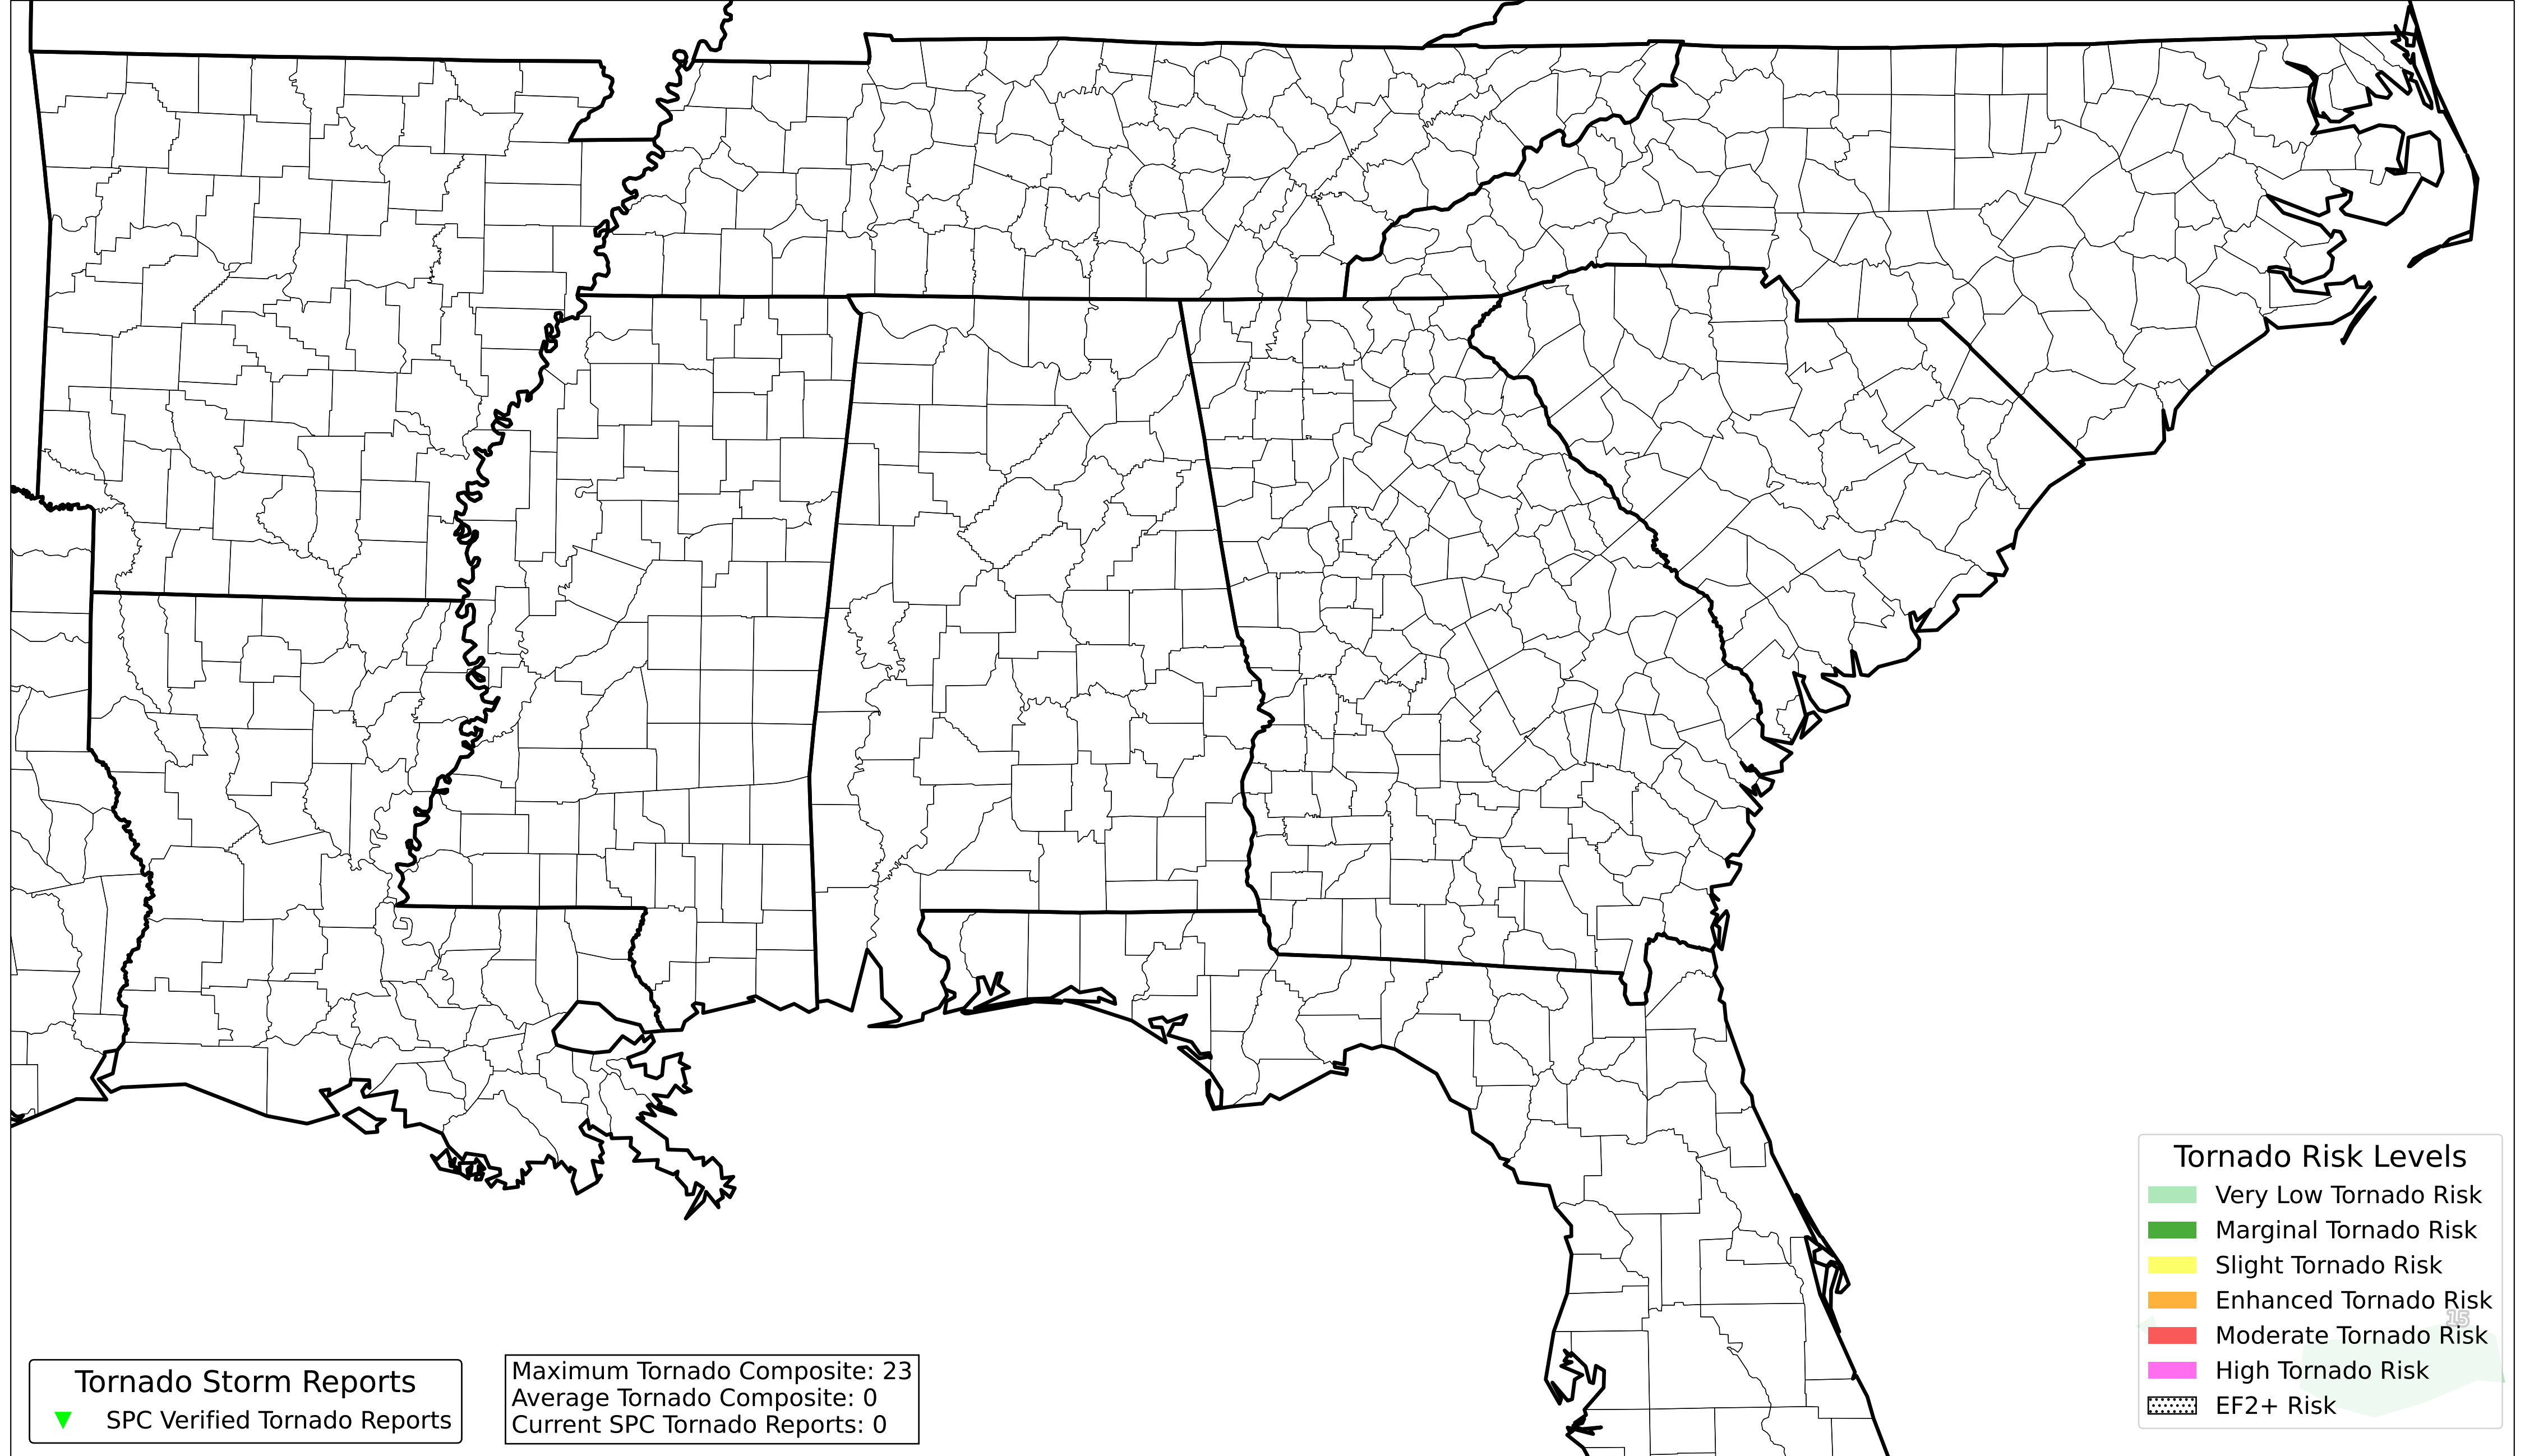 Tornado Risk Levels
Very Low Tornado Risk
Marginal Tornado Risk
Slight Tornado Risk
Enhanced Tornado Risk
15
Moderate Tornado Risk
High Tornado Risk
EF2+ Risk
Tornado Storm Reports
SPC Verified Tornado Reports
Maximum Tornado Composite: 23
Average Tornado Composite: 0
Current SPC Tornado Reports: 0